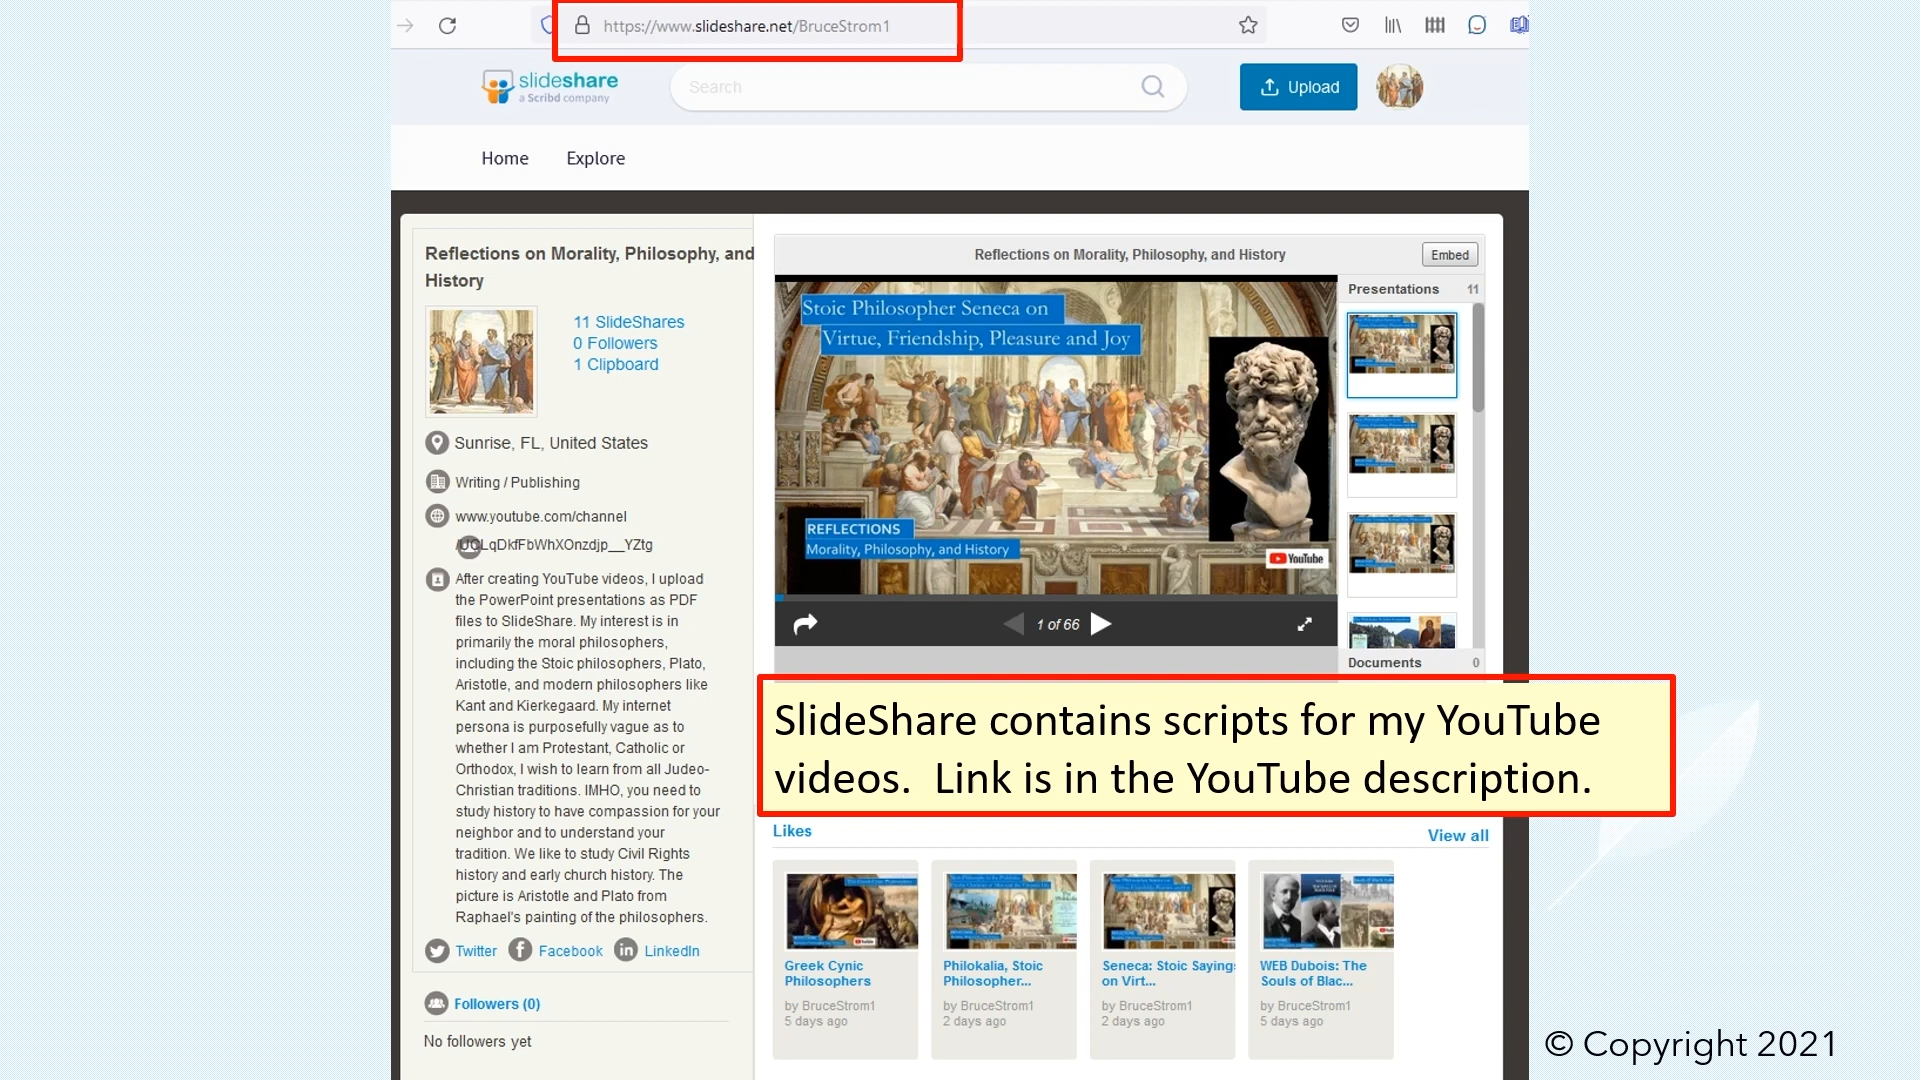 https://www.slideshare.net/BruceStrom1
slideshare
a Scribd company
Search
Upload
Home
Explore
Reflections on Morality, Philosophy, and
History
11 SlideShares
0 Followers
1 Clipboard
Sunrise, FL, United States
Writing / Publishing
www.youtube.com/channel
/UCLqDkfFbWhXOnzdjp__YZtg
After creating YouTube videos, I upload
the PowerPoint presentations as PDF
files to SlideShare. My interest is in
primarily the moral philosophers,
including the Stoic philosophers, Plato,
Aristotle, and modern philosophers like
Kant and Kierkegaard. My internet
persona is purposefully vague as to
whether I am Protestant, Catholic or
Orthodox, I wish to learn from all Judeo-
Christian traditions. IMHO, you need to
study history to have compassion for your
neighbor and to understand your
tradition. We like to study Civil Rights
history and early church history. The
picture is Aristotle and Plato from
Raphael's painting of the philosophers.
Twitter
Facebook
LinkedIn
Followers (0)
No followers yet
Reflections on Morality, Philosophy, and History
Embed
Stoic Philosopher Seneca on
Virtue, Friendship, Pleasure and Joy
REFLECTIONS
Morality, Philosophy, and History
YouTube
1 of 66
Presentations 11
Documents 0
SlideShare contains scripts for my YouTube
videos. Link is in the YouTube description.
Likes
View all
Greek Cynic
Philosophers
by BruceStrom1
5 days ago
Philokalia, Stoic
Philosopher...
by BruceStrom1
2 days ago
Seneca: Stoic Sayings
on Virt...
by BruceStrom1
2 days ago
WEB Dubois: The
Souls of Blac...
by BruceStrom1
5 days ago
© Copyright 2021